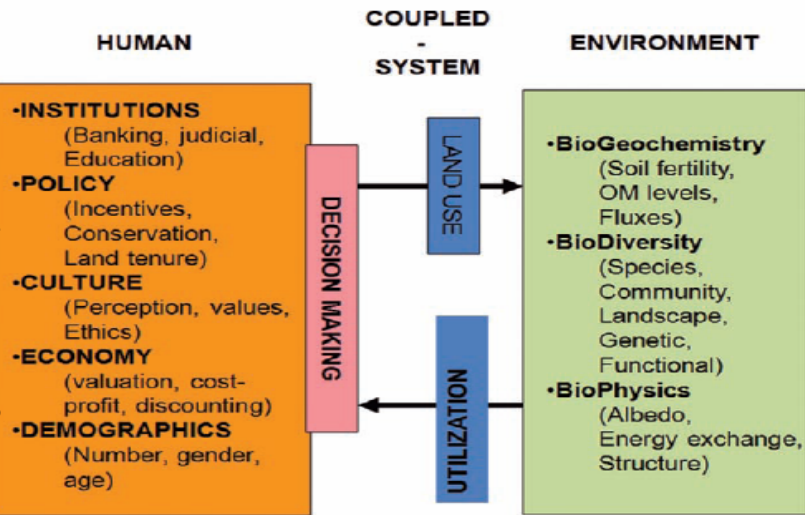 HUMAN
COUPLED
-
SYSTEM
ENVIRONMENT
•INSTITUTIONS
(Banking, judicial,
Education)
•POLICY
(Incentives,
Conservation,
Land tenure)
•CULTURE
(Perception, values,
Ethics)
•ECONOMY
(valuation, cost-
profit, discounting)
•DEMOGRAPHICS
(Number, gender,
age)
DECISION MAKING
LAND USE
UTILIZATION
•BioGeochemistry
(Soil fertility,
OM levels,
Fluxes)
•BioDiversity
(Species,
Community,
Landscape,
Genetic,
Functional)
•BioPhysics
(Albedo,
Energy exchange,
Structure)